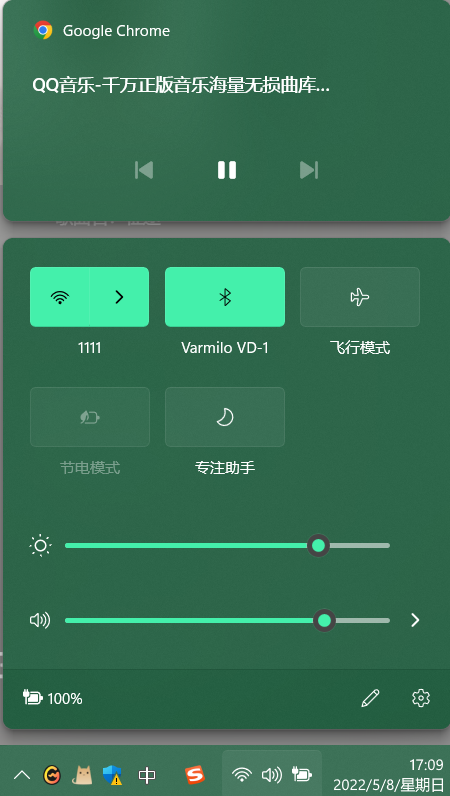 Google Chrome
QQ音乐-千万正版音乐海量无损曲库...
1111
Varmilo VD-1
飞行模式
节电模式
专注助手
100%
中
17:09
2022/5/8/星期日